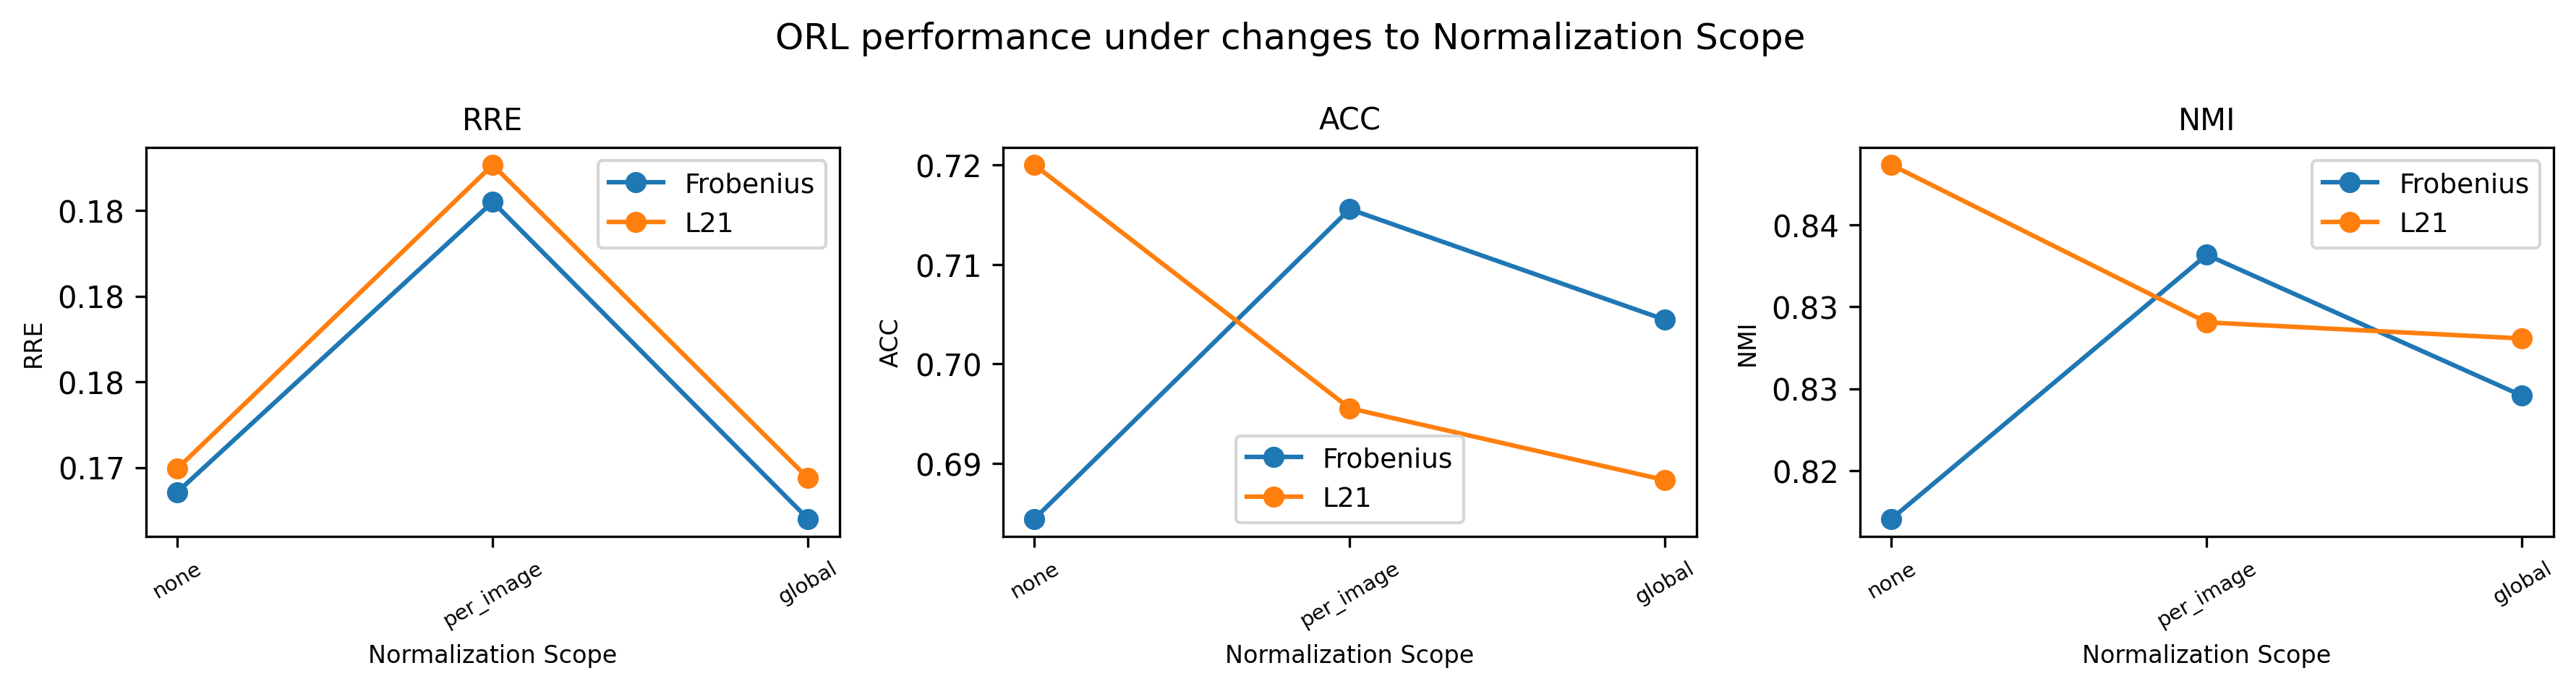 ORL performance under changes to Normalization Scope
RRE
0.18
0.18
0.18
0.17
RRE
Frobenius
L21
none
per_image
global
Normalization Scope
ACC
0.72
0.71
0.70
0.69
ACC
Frobenius
L21
none
per_image
global
Normalization Scope
NMI
0.84
0.83
0.83
0.82
NMI
Frobenius
L21
none
per_image
global
Normalization Scope